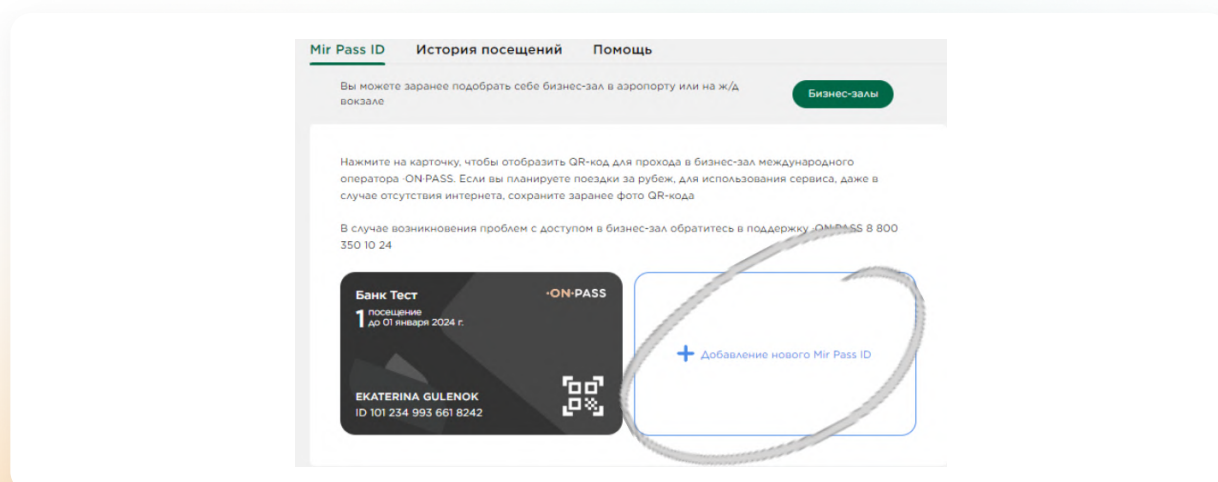 Mir Pass ID История посещений Помощь
Вы можете заранее подобрать себе бизнес-зал в аэропорту или на ж/д
вокзале
Бизнес-залы
Нажмите на карточку, чтобы отобразить QR-код для прохода в бизнес-зал международного
оператора ·ON·PASS. Если вы планируете поездки за рубеж, для использования сервиса, даже в
случае отсутствия интернета, сохраните заранее фото QR-кода
В случае возникновения проблем с доступом в бизнес-зал обратитесь в поддержку ·ON·PASS 8 800
350 10 24
Банк Тест
·ON·PASS
1 посещение
до 01 января 2024 г.
EKATERINA GULENOK
ID 101 234 993 661 8242
+ Добавление нового Mir Pass ID